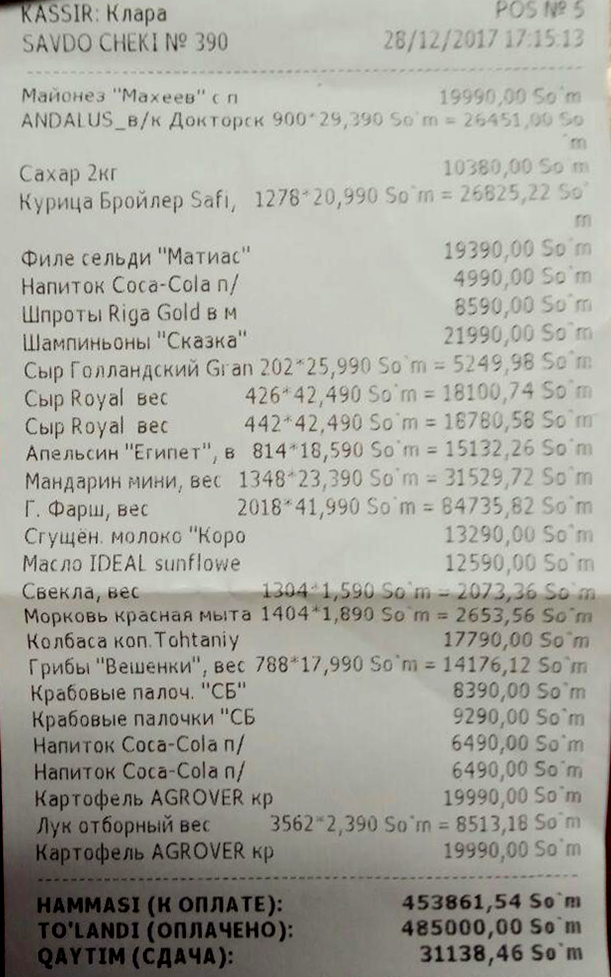 KASSIR: Клара POS № 5
SAVDO CHEKI № 390 28/12/2017 17:15:13
Майонез "Махеев" с п 19990,00 So`m
ANDALUS_в/к Докторск 900*29,390 So`m = 26451,00 So`m
Сахар 2кг 10380,00 So`m
Курица Бройлер Safi, 1278*20,990 So`m = 26825,22 So`m
Филе сельди "Матиас" 19390,00 So`m
Напиток Coca-Cola п/ 4990,00 So`m
Шпроты Riga Gold в м 8590,00 So`m
Шампиньоны "Сказка" 21990,00 So`m
Сыр Голландский Gran 202*25,990 So`m = 5249,98 So`m
Сыр Royal вес 426*42,490 So`m = 18100,74 So`m
Сыр Royal вес 442*42,490 So`m = 18780,58 So`m
Апельсин "Египет", в 814*18,590 So`m = 15132,26 So`m
Мандарин мини, вес 1348*23,390 So`m = 31529,72 So`m
Г. Фарш, вес 2018*41,990 So`m = 84735,82 So`m
Сгущён. молоко "Коро 13290,00 So`m
Масло IDEAL sunflowe 12590,00 So`m
Свекла, вес 1304*1,590 So`m = 2073,36 So`m
Морковь красная мыта 1404*1,890 So`m = 2653,56 So`m
Колбаса коп.Tohtaniy 17790,00 So`m
Грибы "Вешенки", вес 788*17,990 So`m = 14176,12 So`m
Крабовые палоч. "СБ" 8390,00 So`m
Крабовые палочки "СБ 9290,00 So`m
Напиток Coca-Cola п/ 6490,00 So`m
Напиток Coca-Cola п/ 6490,00 So`m
Картофель AGROVER кр 19990,00 So`m
Лук отборный вес 3562*2,390 So`m = 8513,18 So`m
Картофель AGROVER кр 19990,00 So`m
HAMMASI (К ОПЛАТЕ): 453861,54 So`m
TO'LANDI (ОПЛАЧЕНО): 485000,00 So`m
QAYTIM (СДАЧА): 31138,46 So`m